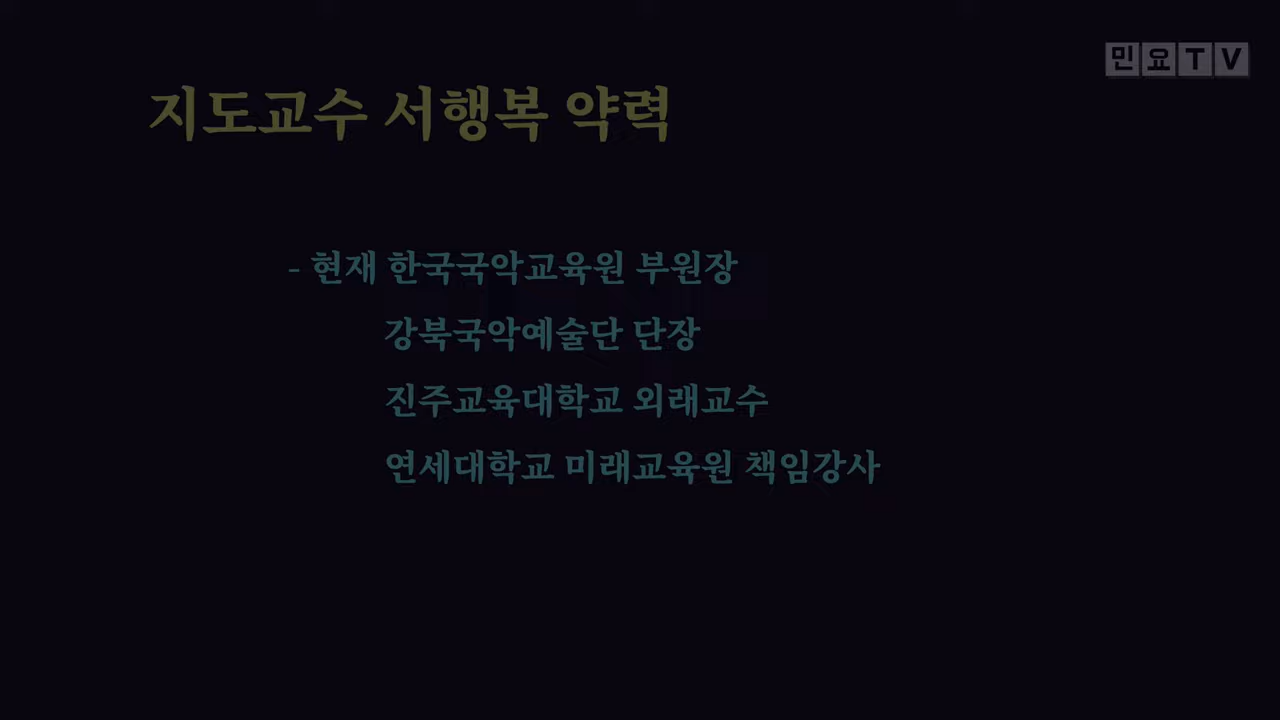 민요TV
지도교수 서행복 약력
- 현재 한국국악교육원 부원장
강북국악예술단 단장
진주교육대학교 외래교수
연세대학교 미래교육원 책임강사